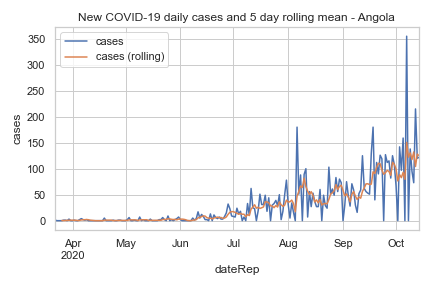 New COVID-19 daily cases and 5 day rolling mean - Angola
cases
cases (rolling)
350
300
250
200
150
100
50
0
cases
Apr
2020
May
Jun
Jul
Aug
Sep
Oct
dateRep